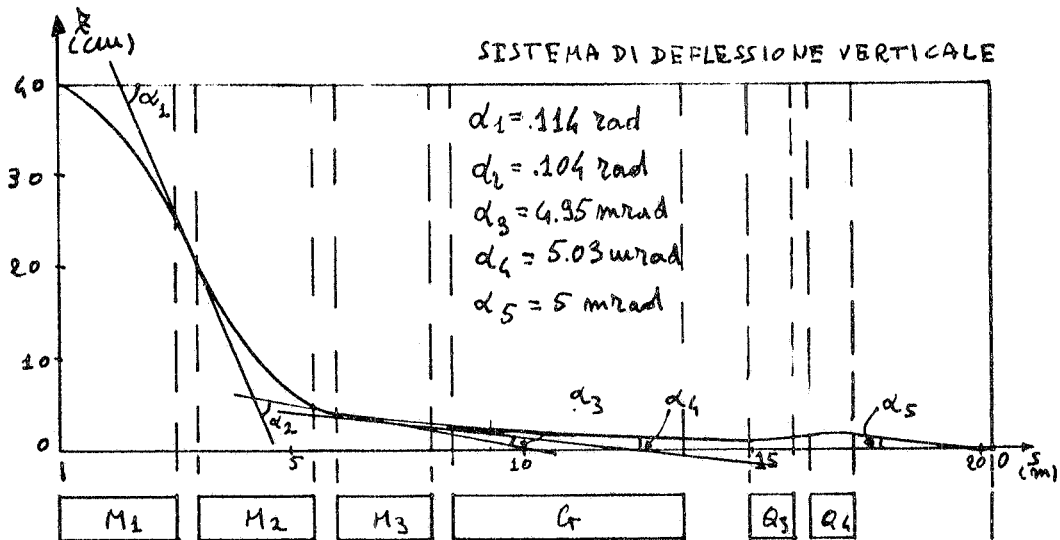 z
(cm)
SISTEMA DI DEFLESSIONE VERTICALE
40
30
20
10
0
α1
α1 = .114 rad
α2 = .104 rad
α3 = 4.95 mrad
α4 = 5.03 mrad
α5 = 5 mrad
α2
α3
α4
α5
5
10
15
20
0
s
(m)
M1
M2
M3
G
Q3
Q4